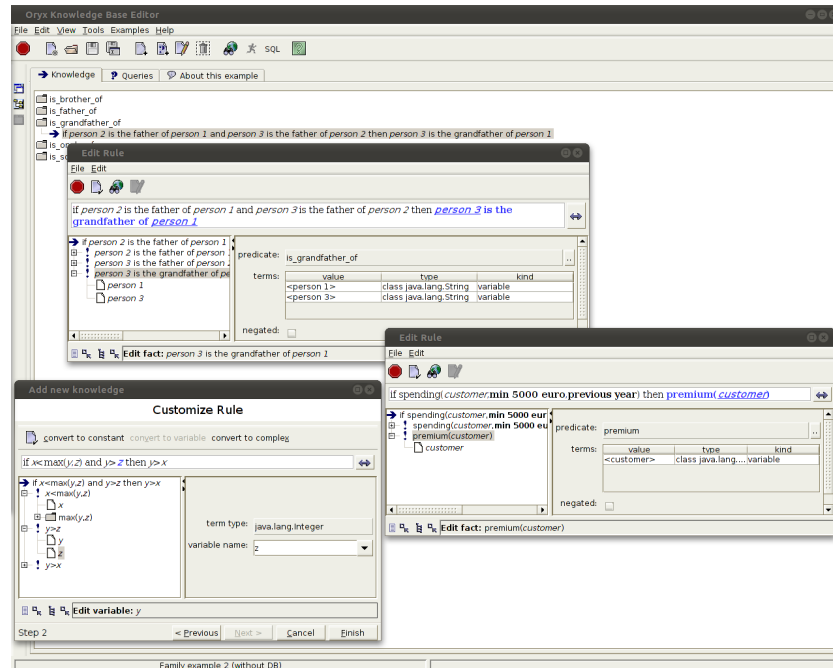 Oryx Knowledge Base Editor
File Edit View Tools Examples Help
SQL
Knowledge ? Queries About this example
is_brother_of
is_father_of
is_grandfather_of
if person 2 is the father of person 1 and person 3 is the father of person 2 then person 3 is the grandfather of person 1
Edit Rule
File Edit
if person 2 is the father of person 1 and person 3 is the father of person 2 then person 3 is the
grandfather of person 1
if person 2 is the father of person 1
person 2 is the father of person
person 3 is the father of person
person 3 is the grandfather of pe
person 1
person 3
predicate: is_grandfather_of ..
terms: value type kind
<person 1> class java.lang.String variable
<person 3> class java.lang.String variable
negated:
Edit fact: person 3 is the grandfather of person 1
Edit Rule
File Edit
if spending(customer,min 5000 euro,previous year) then premium(customer)
if spending(customer,min 5000 eur
spending(customer,min 5000 eu
premium(customer)
customer
predicate: premium ..
terms: value type kind
<customer> class java.lang.... variable
negated:
Edit fact: premium(customer)
Add new knowledge
Customize Rule
convert to constant convert to variable convert to complex
if x<max(y,z) and y>z then y>x
if x<max(y,z) and y>z then y>x
x<max(y,z)
x
max(y,z)
y>z
y
z
y>x
term type: java.lang.Integer
variable name: z
Edit variable: y
Step 2 < Previous Next > Cancel Finish
Family example 2 (without DB)